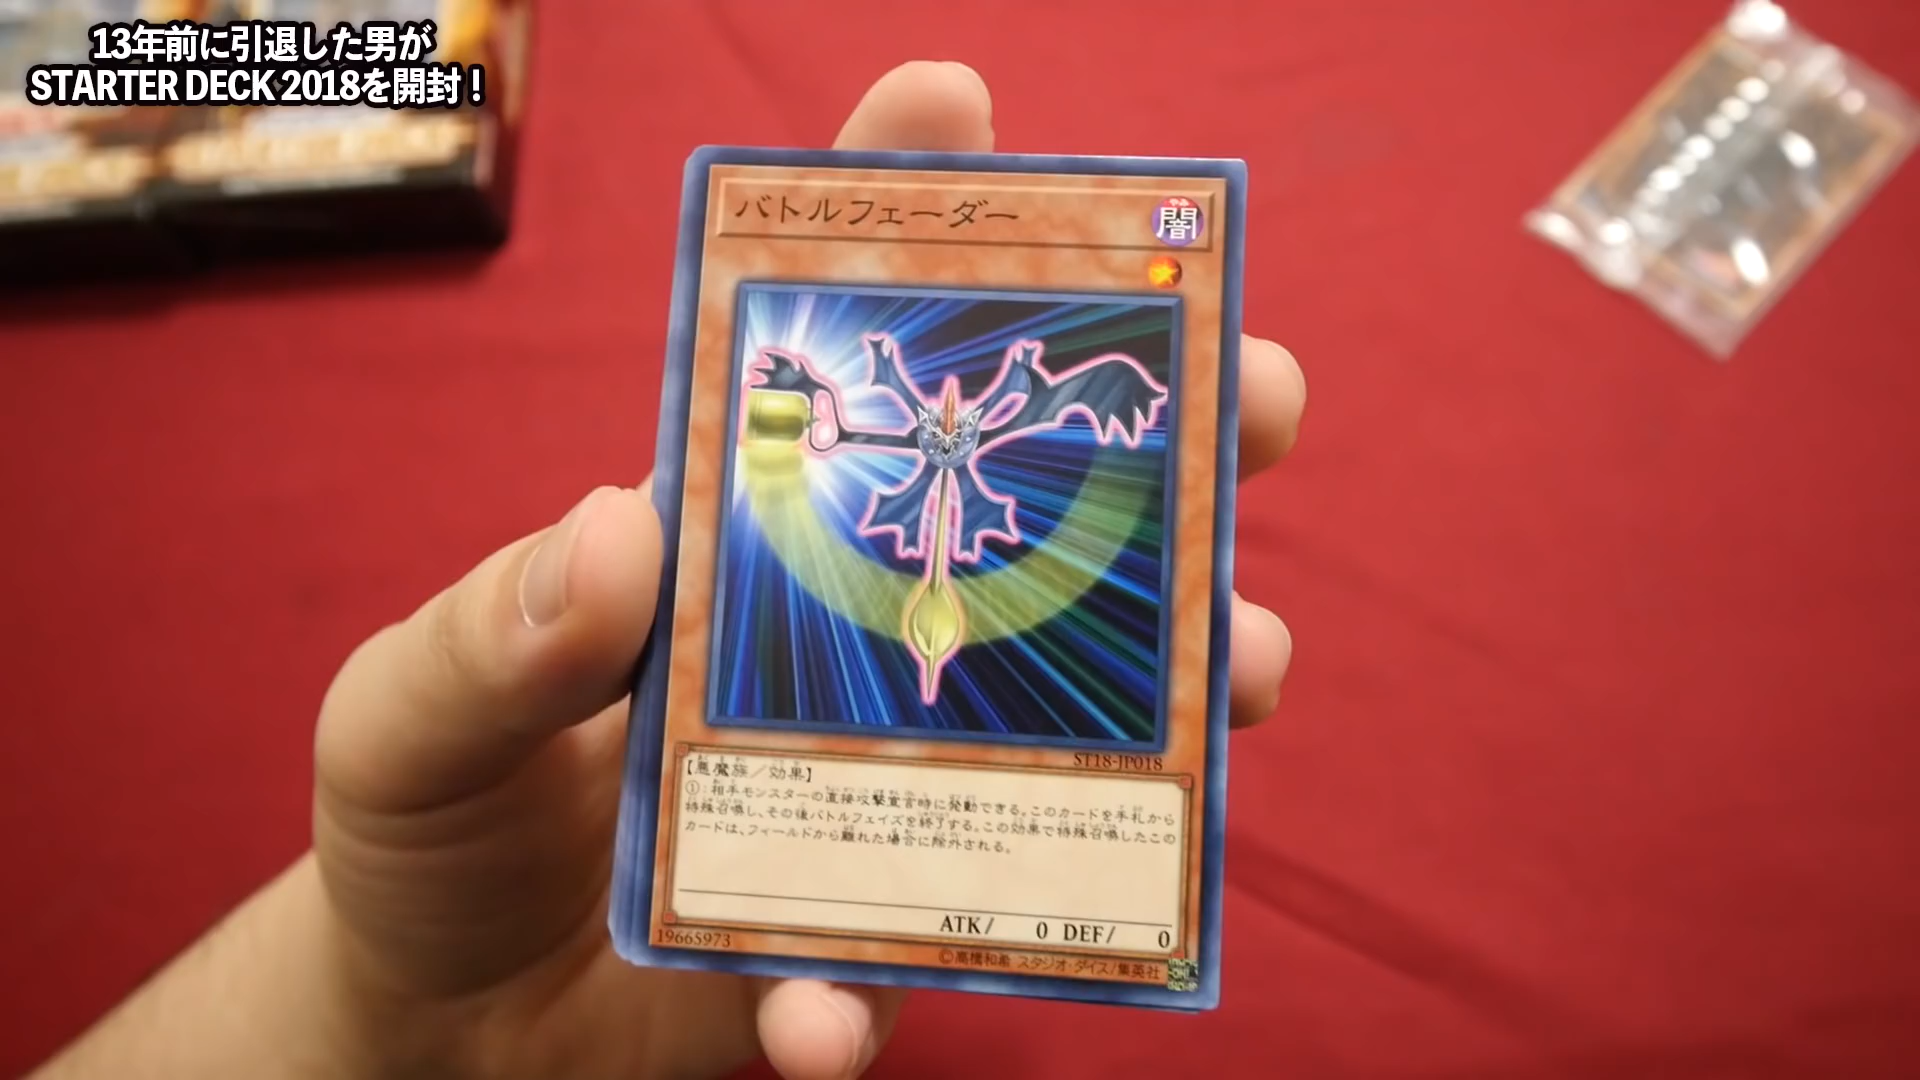 13年前に引退した男が
STARTER DECK 2018を開封！
バトルフェーダー
闇
ST18-JP018
【悪魔族／効果】
①：相手モンスターの直接攻撃宣言時に発動できる。このカードを手札から
特殊召喚し、その後バトルフェイズを終了する。この効果で特殊召喚したこの
カードは、フィールドから離れた場合に除外される。
ATK/ 0 DEF/ 0
19665973
©高橋和希 スタジオ・ダイス/集英社